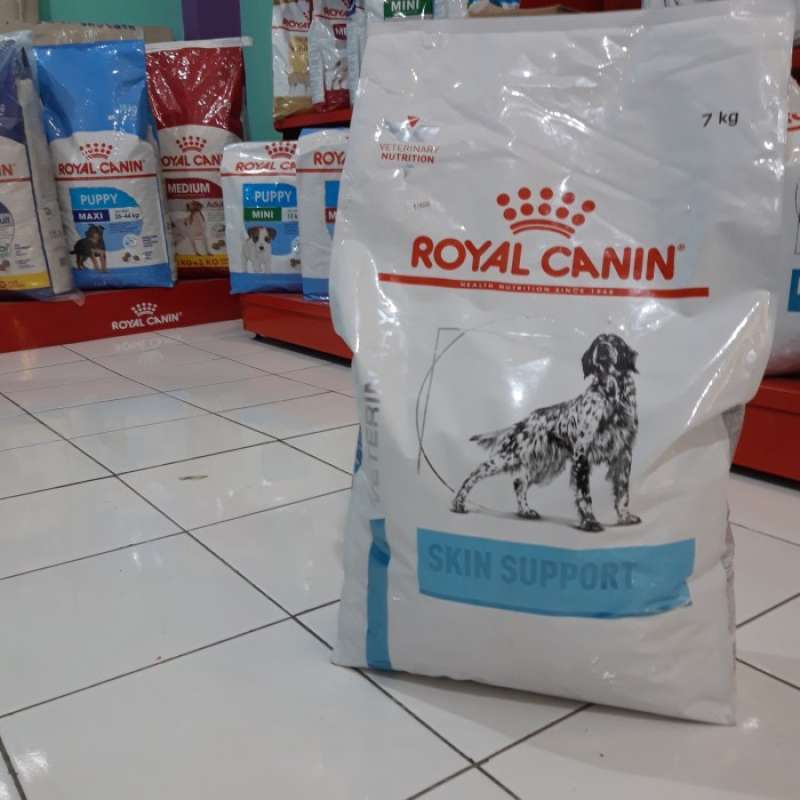 7 kg
VETERINARY
NUTRITION
ROYAL CANIN
HEALTH NUTRITION SINCE 1968
SKIN SUPPORT
ROYAL CANIN
PUPPY
MAXI
ROYAL CANIN
MEDIUM
ROYAL CANIN
PUPPY
MINI
ROYAL CANIN
ROYAL CANIN
MINI